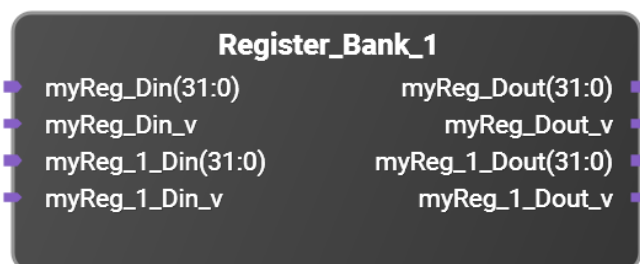 Register_Bank_1
myReg_Din(31:0) myReg_Dout(31:0)
myReg_Din_v myReg_Dout_v
myReg_1_Din(31:0) myReg_1_Dout(31:0)
myReg_1_Din_v myReg_1_Dout_v